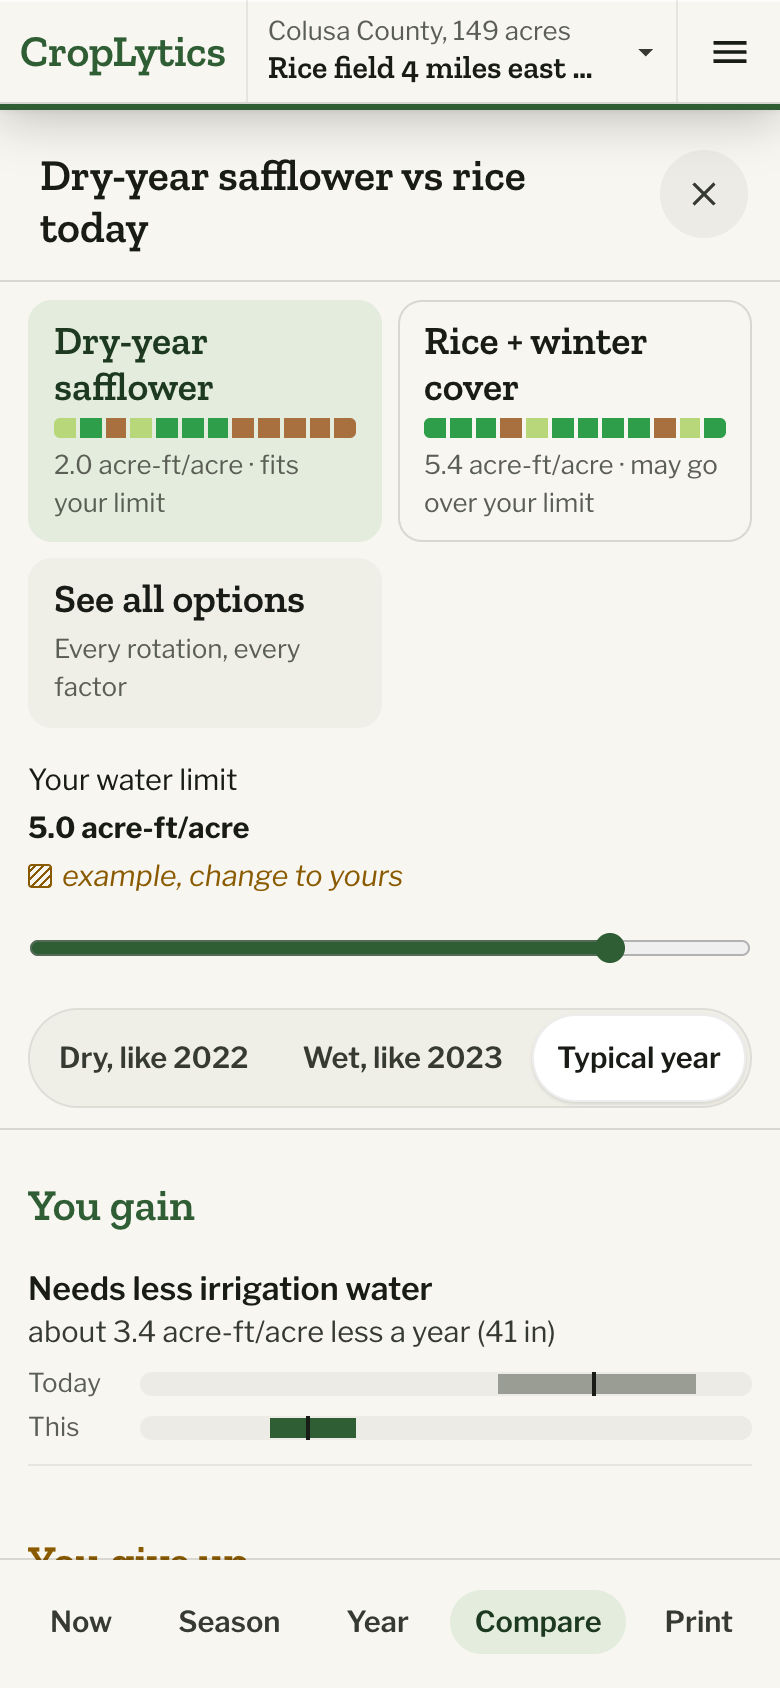 CropLytics
Colusa County, 149 acres
Rice field 4 miles east ...
Dry-year safflower vs rice
today
Dry-year
safflower
2.0 acre-ft/acre · fits
your limit
Rice + winter
cover
5.4 acre-ft/acre · may go
over your limit
See all options
Every rotation, every
factor
Your water limit
5.0 acre-ft/acre
example, change to yours
Dry, like 2022
Wet, like 2023
Typical year
You gain
Needs less irrigation water
about 3.4 acre-ft/acre less a year (41 in)
Today
This
You give up
Now
Season
Year
Compare
Print